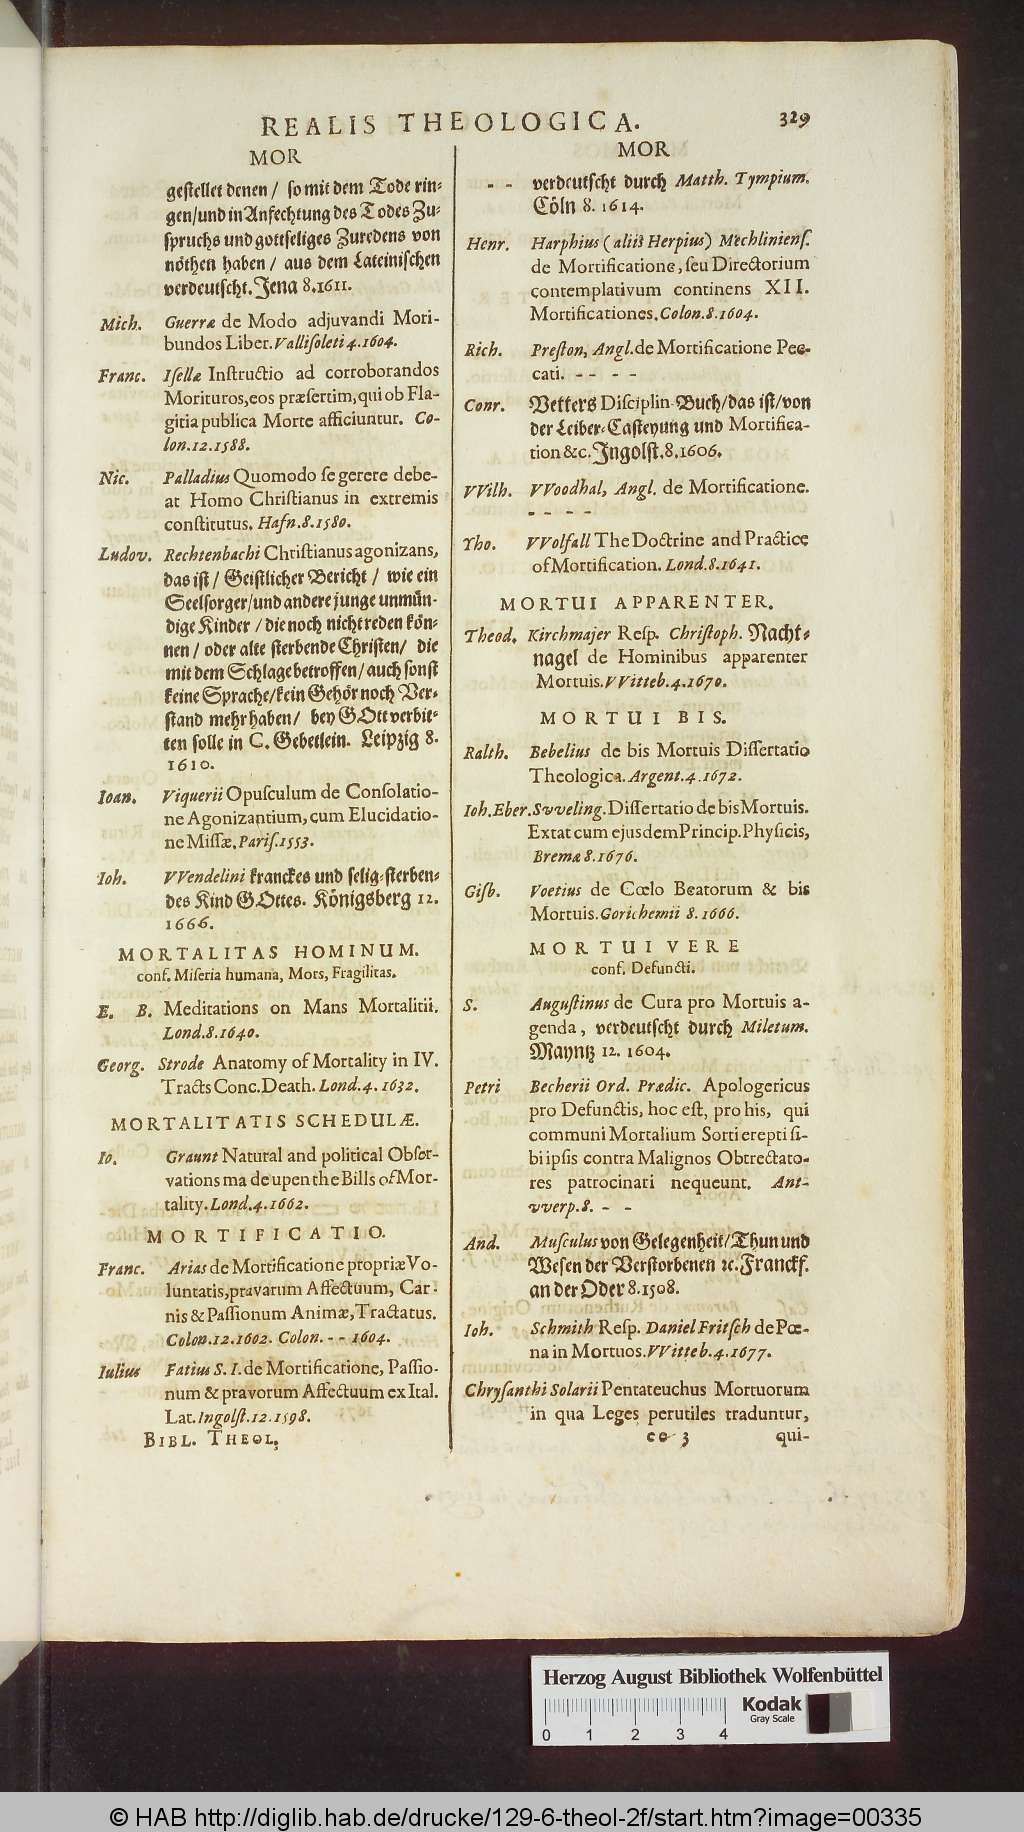 REALIS THEOLOGICA.
329
MOR
gestellet denen / so mit dem Tode rin⸗
gen/und in Anfechtung des Todes Zu⸗
spruchs und gottseliges Zuredens von
nöthen haben / aus dem Lateinischen
verdeutscht. Jena 8.1611.
Mich. Guerræ de Modo adjuvandi Mori-
bundos Liber. Vallisoleti 4.1604.
Franc. Isellæ Instructio ad corroborandos
Morituros, eos præsertim, qui ob Fla-
gitia publica Morte afficiuntur. Co-
lon.12.1588.
Nic. Palladius Quomodo se gerere debe-
at Homo Christianus in extremis
constitutus. Hafn.8.1580.
Ludov. Rechtenbachi Christianus agonizans,
das ist / Geistlicher Bericht / wie ein
Seelsorger/und andere junge unmün-
dige Kinder / die noch nicht reden kön⸗
nen / oder alte sterbende Christen/ die
mit dem Schlage betroffen/auch sonst
keine Sprache/kein Gehör noch Ver⸗
stand mehr haben/ bey GOtt verbit⸗
ten solle in C. Gebetlein. Leipzig 8.
1610.
Ioan. Viquerii Opusculum de Consolatio-
ne Agonizantium, cum Elucidatio-
ne Missæ. Paris.1553.
Ioh. VVendelini kranckes und selig⸗sterben⸗
des Kind GOttes. Königsberg 12.
1666.
MORTALITAS HOMINUM.
conf. Miseria humana, Mors, Fragilitas.
E. B. Meditations on Mans Mortalitii.
Lond.8.1640.
Georg. Strode Anatomy of Mortality in IV.
Tracts Conc. Death. Lond.4. 1632.
MORTALITATIS SCHEDULÆ.
Io. Graunt Natural and political Obser-
vations ma de upen the Bills of Mor-
tality. Lond.4.1662.
MORTIFICATIO.
Franc. Arias de Mortificatione propriæ Vo-
luntatis, pravarum Affectuum, Car-
nis & Passionum Animæ, Tractatus.
Colon.12.1602. Colon. - - 1604.
Iulius Fatius S. I. de Mortificatione, Passio-
num & pravorum Affectuum ex Ital.
Lat. Ingolst.12.1598.
BIBL. THEOL.
MOR
- - verdeutscht durch Matth. Tympium.
Cöln 8. 1614.
Henr. Harphius (aliis Herpius) Mechliniens.
de Mortificatione, seu Directorium
contemplativum continens XII.
Mortificationes. Colon.8.1604.
Rich. Preston, Angl. de Mortificatione Pec-
cati. - - - -
Conr. Vetters Disciplin-Buch/das ist/von
der Leiber⸗Casteyung und Mortifica-
tion &c. Ingolst.8.1606.
VVilh. VVoodhal, Angl. de Mortificatione.
- - - -
Tho. VVolfall The Doctrine and Practice
of Mortification. Lond.8.1641.
MORTUI APPARENTER.
Theod. Kirchmajer Resp. Christoph. Nacht⸗
nagel de Hominibus apparenter
Mortuis. VVitteb.4.1670.
MORTUI BIS.
Ralth. Bebelius de bis Mortuis Dissertatio
Theologica. Argent.4.1672.
Ioh. Eber. Svveling. Dissertatio de bis Mortuis.
Extat cum ejusdem Princip. Physicis,
Bremæ 8.1676.
Gisb. Voetius de Cœlo Beatorum & bis
Mortuis. Gorichemii 8. 1666.
MORTUI VERE
conf. Defuncti.
S. Augustinus de Cura pro Mortuis a-
genda, verdeutscht durch Miletum.
Mayntz 12. 1604.
Petri Becherii Ord. Prædic. Apologericus
pro Defunctis, hoc est, pro his, qui
communi Mortalium Sorti erepti si-
bi ipsis contra Malignos Obtrectato-
res patrocinari nequeunt. Ant-
vverp.8. - -
And. Musculus von Gelegenheit/Thun und
Wesen der Verstorbenen ꝛc. Franckf.
an der Oder 8.1508.
Ioh. Schmith Resp. Daniel Fritsch de Pœ-
na in Mortuos. VVitteb.4.1677.
Chrysanthi Solarii Pentateuchus Mortuorum
in qua Leges perutiles traduntur,
cc 3
qui-
Herzog August Bibliothek Wolfenbüttel
0 1 2 3 4
Kodak
Gray Scale
© HAB http://diglib.hab.de/drucke/129-6-theol-2f/start.htm?image=00335